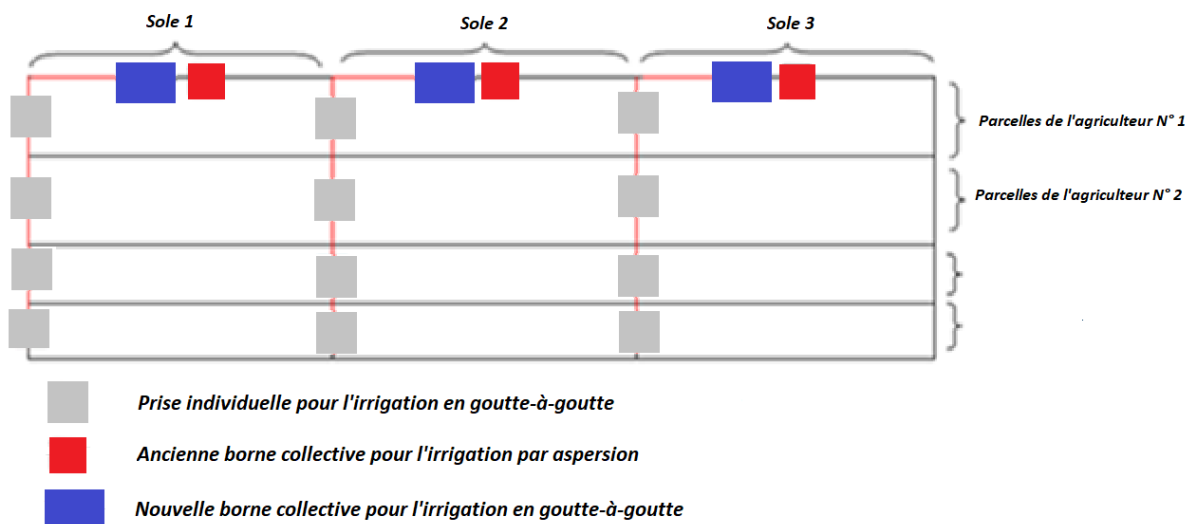 Sole 1
Sole 2
Sole 3
Parcelles de l'agriculteur N° 1
Parcelles de l'agriculteur N° 2
Prise individuelle pour l'irrigation en goutte-à-goutte
Ancienne borne collective pour l'irrigation par aspersion
Nouvelle borne collective pour l'irrigation en goutte-à-goutte